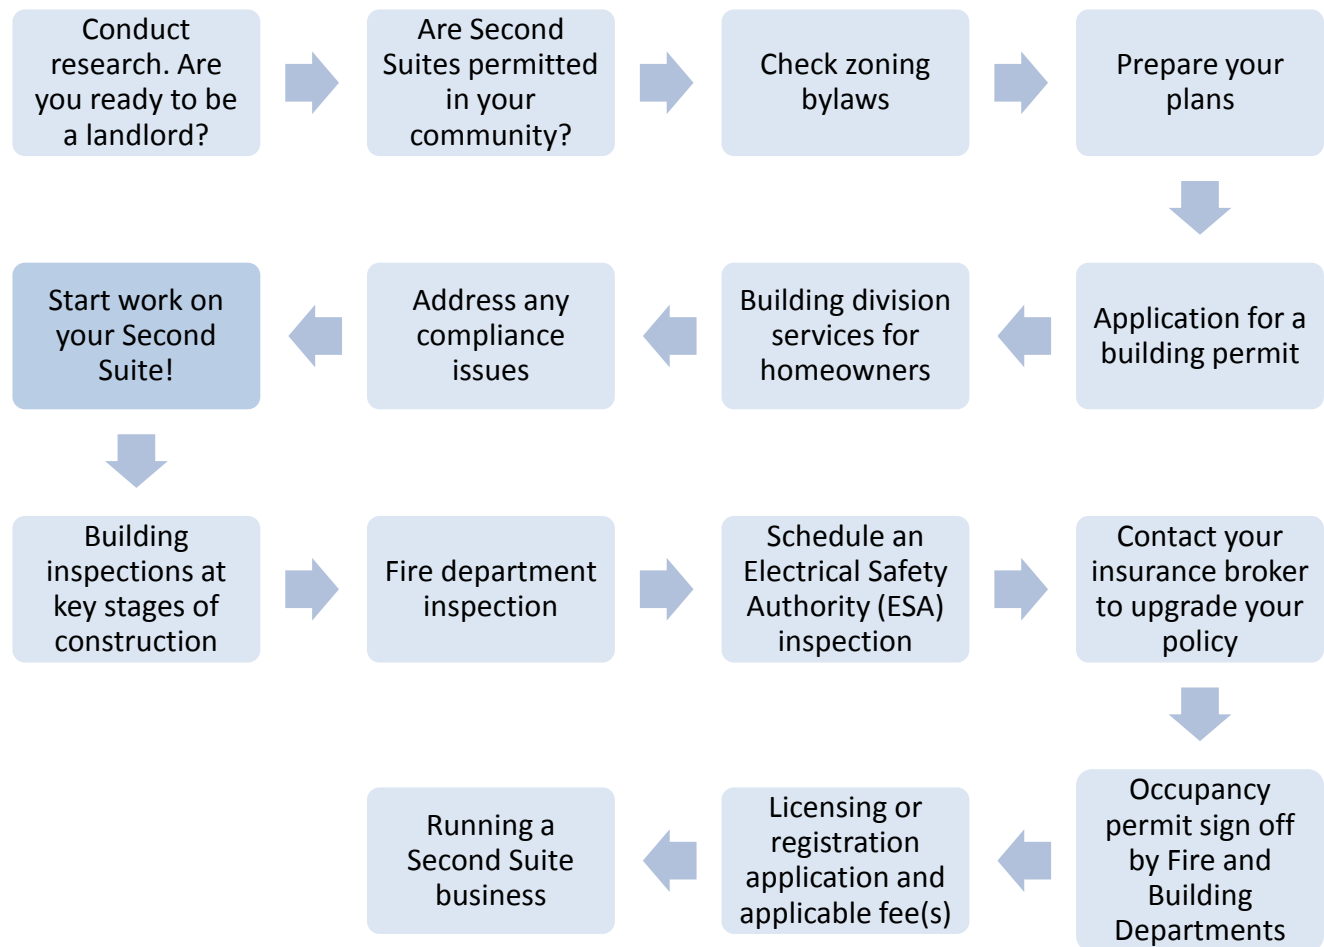 Conduct
research. Are
you ready to be
a landlord?
Are Second
Suites permitted
in your
community?
Check zoning
bylaws
Prepare your
plans
Application for a
building permit
Building division
services for
homeowners
Address any
compliance
issues
Start work on
your Second
Suite!
Building
inspections at
key stages of
construction
Fire department
inspection
Schedule an
Electrical Safety
Authority (ESA)
inspection
Contact your
insurance broker
to upgrade your
policy
Occupancy
permit sign off
by Fire and
Building
Departments
Licensing or
registration
application and
applicable fee(s)
Running a
Second Suite
business